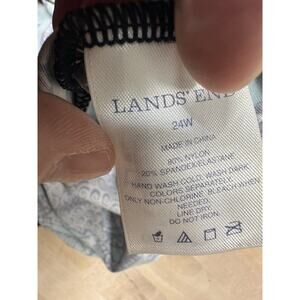 LANDS' END
24W
MADE IN CHINA
80% NYLON
20% SPANDEX/ELASTANE
HAND WASH COLD, WASH DARK
COLORS SEPARATELY.
ONLY NON-CHLORINE BLEACH WHEN
NEEDED.
LINE DRY.
DO NOT IRON.